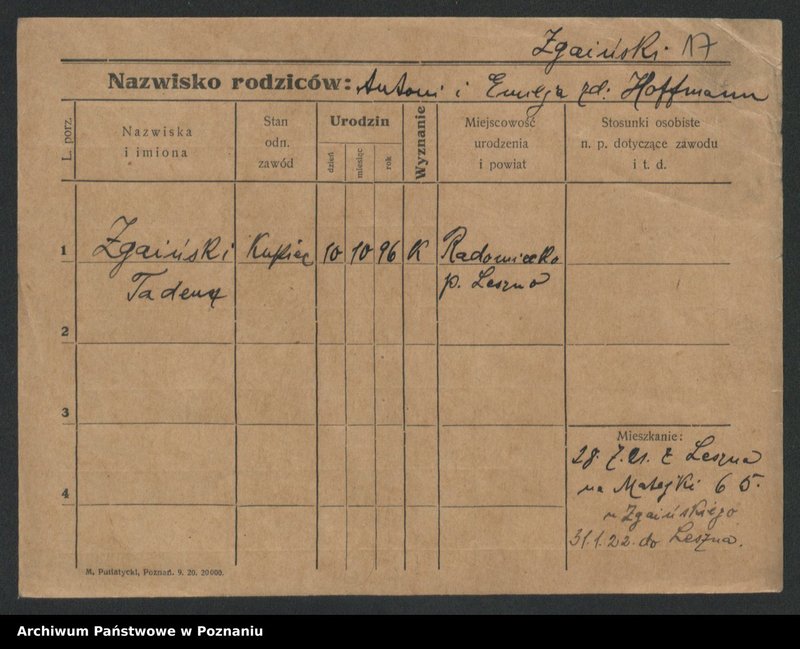 Zgaiński 17
Nazwisko rodziców: Antoni i Emilja zd. Hoffmann
L. porz.
Nazwiska
i imiona
Stan
odn.
zawód
Urodzin
dzień
miesiąc
rok
Wyznanie
Miejscowość
urodzenia
i powiat
Stosunki osobiste
n. p. dotyczące zawodu
i t. d.
1 Zgaiński Kupiec 10 10 96 K Radomicko
Tadeusz p. Leszno
2
3
4
Mieszkanie:
28. 7. 21. z Leszna
na Matejki 65.
u Zgaińskiego
31.1.22. do Leszna.
M. Putiatycki, Poznań. 9. 20. 20000.
Archiwum Państwowe w Poznaniu